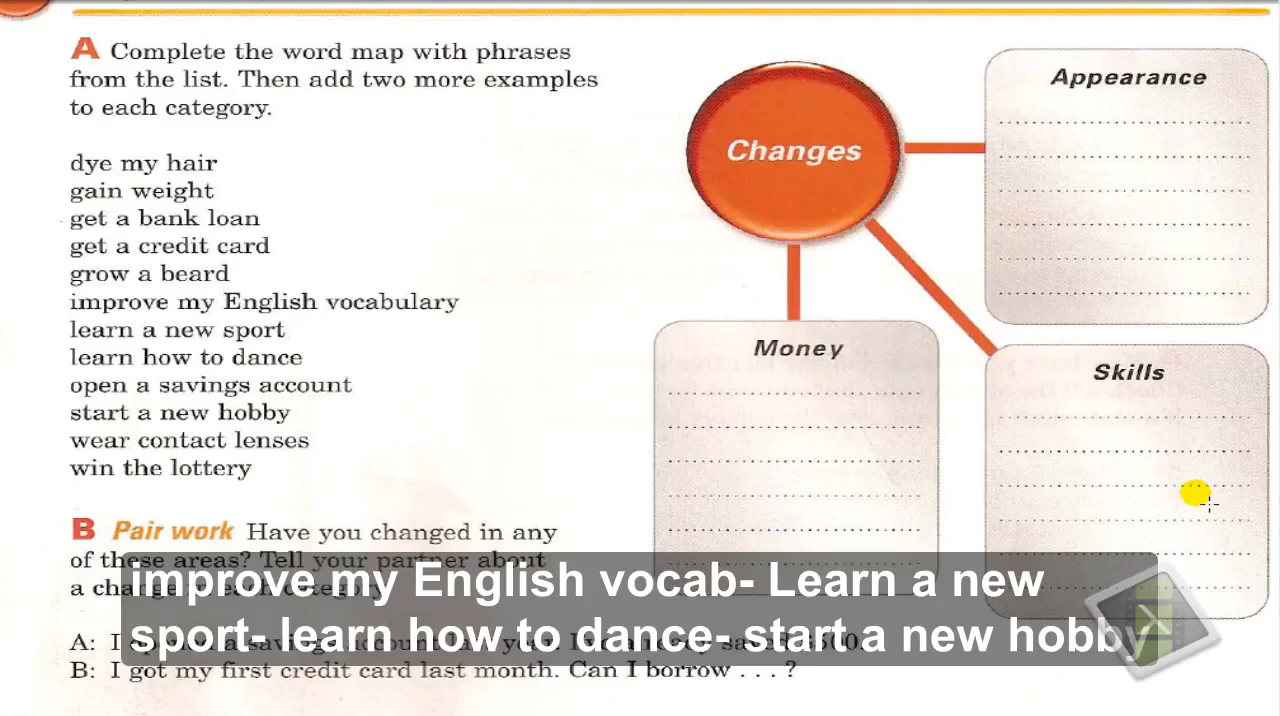 A Complete the word map with phrases
from the list. Then add two more examples
to each category.
dye my hair
gain weight
get a bank loan
get a credit card
grow a beard
improve my English vocabulary
learn a new sport
learn how to dance
open a savings account
start a new hobby
wear contact lenses
win the lottery
Changes
Appearance
Money
Skills
B Pair work Have you changed in any
of these areas? Tell your partner about
a change category
A: I
B: I got my first credit card last month. Can I borrow . . . ?
improve my English vocab- Learn a new
sport- learn how to dance- start a new hobby